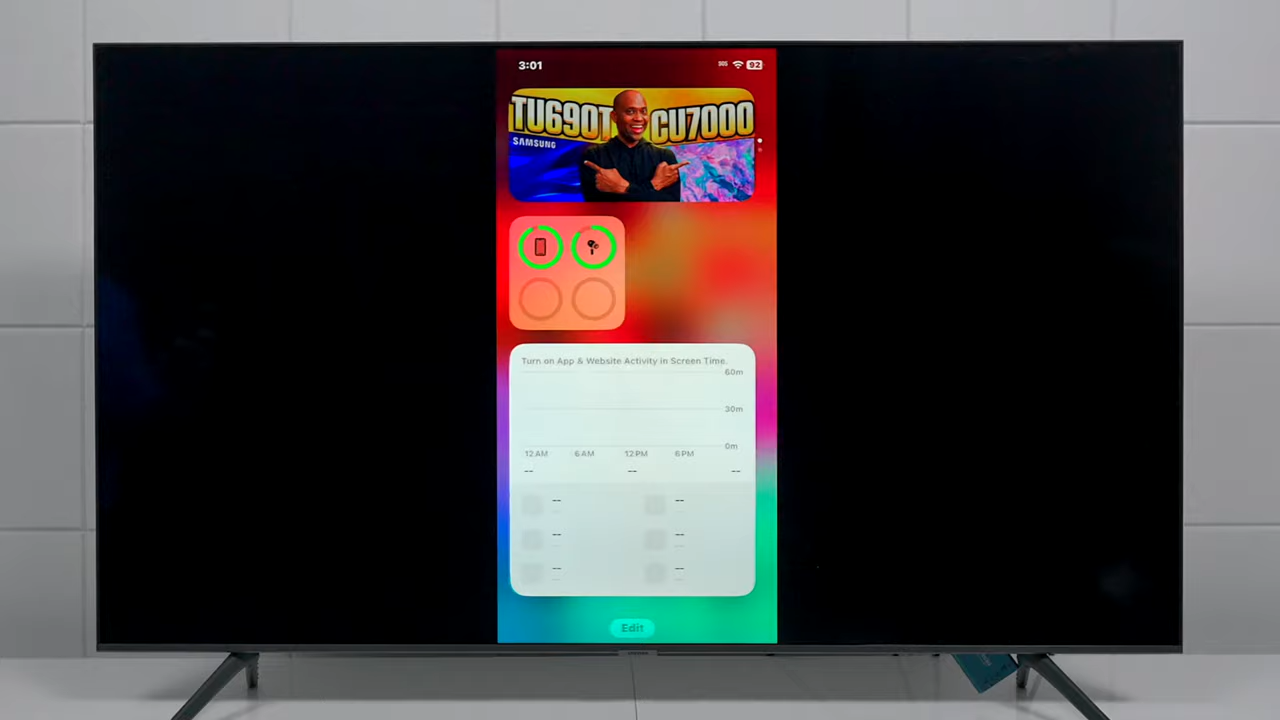 3:01
SOS
92
TU690T CU7000
SAMSUNG
Turn on App & Website Activity in Screen Time.
60m
30m
0m
12 AM 6 AM 12 PM 6 PM
-- -- --
-- --
-- --
-- --
Edit